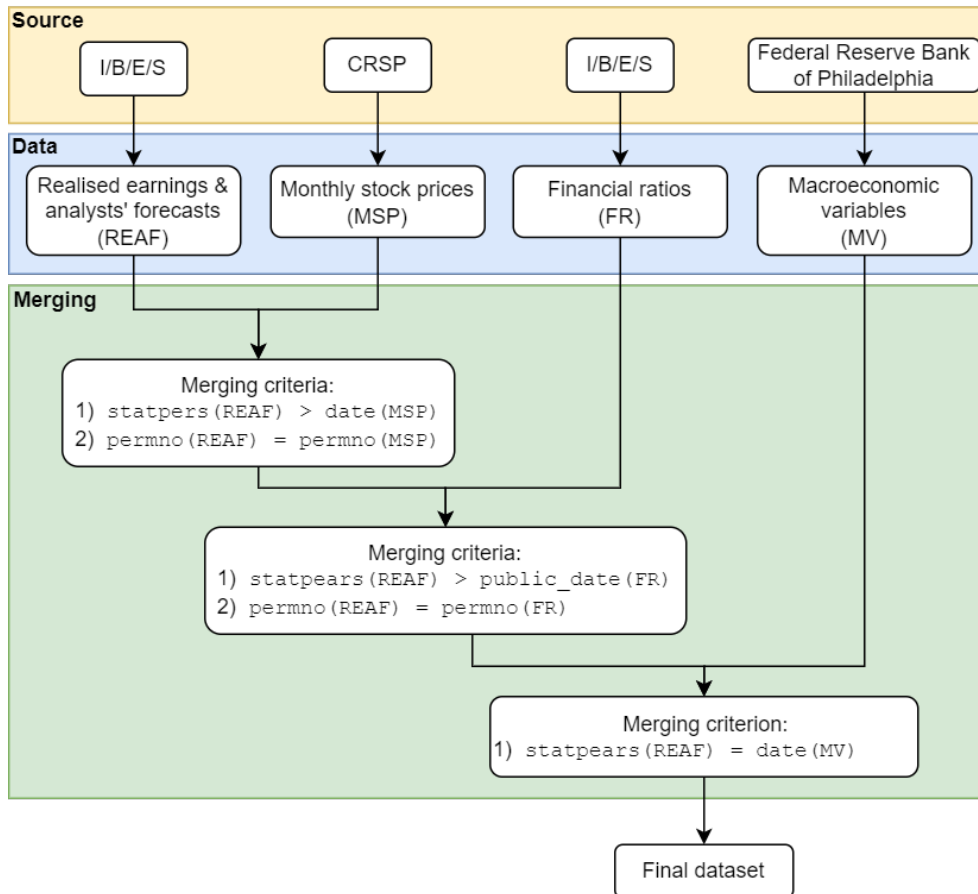 Source
I/B/E/S
CRSP
I/B/E/S
Federal Reserve Bank
of Philadelphia
Data
Realised earnings &
analysts' forecasts
(REAF)
Monthly stock prices
(MSP)
Financial ratios
(FR)
Macroeconomic
variables
(MV)
Merging
Merging criteria:
1) statpers(REAF) > date(MSP)
2) permno(REAF) = permno(MSP)
Merging criteria:
1) statpears(REAF) > public_date(FR)
2) permno(REAF) = permno(FR)
Merging criterion:
1) statpears(REAF) = date(MV)
Final dataset